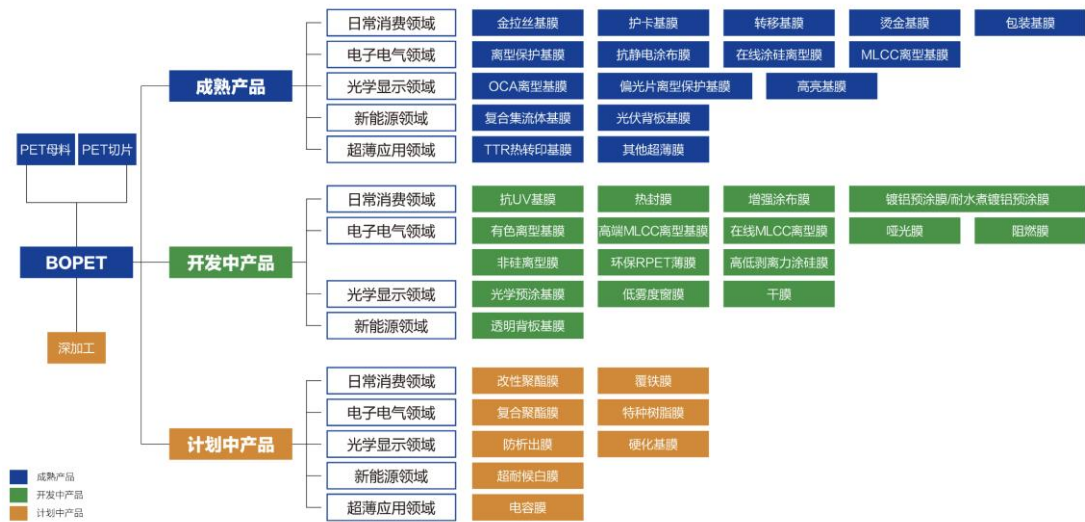 日常消费领域 金拉丝基膜 护卡基膜 转移基膜 烫金基膜 包装基膜
电子电气领域 离型保护基膜 抗静电涂布膜 在线涂硅离型膜 MLCC离型基膜
成熟产品
光学显示领域 OCA离型基膜 偏光片离型保护基膜 高亮基膜
新能源领域 复合集流体基膜 光伏背板基膜
超薄应用领域 TTR热转印基膜 其他超薄膜
PET母料 PET切片
日常消费领域 抗UV基膜 热封膜 增强涂布膜 镀铝预涂膜/耐水煮镀铝预涂膜
电子电气领域 有色离型基膜 高端MLCC离型基膜 在线MLCC离型膜 哑光膜 阻燃膜
BOPET
开发中产品
非硅离型膜 环保RPET薄膜 高低剥离力涂硅膜
光学显示领域 光学预涂基膜 低雾度窗膜 干膜
新能源领域 透明背板基膜
深加工
日常消费领域 改性聚酯膜 覆铁膜
电子电气领域 复合聚酯膜 特种树脂膜
计划中产品
光学显示领域 防析出膜 硬化基膜
新能源领域 超耐候白膜
超薄应用领域 电容膜
成熟产品
开发中产品
计划中产品